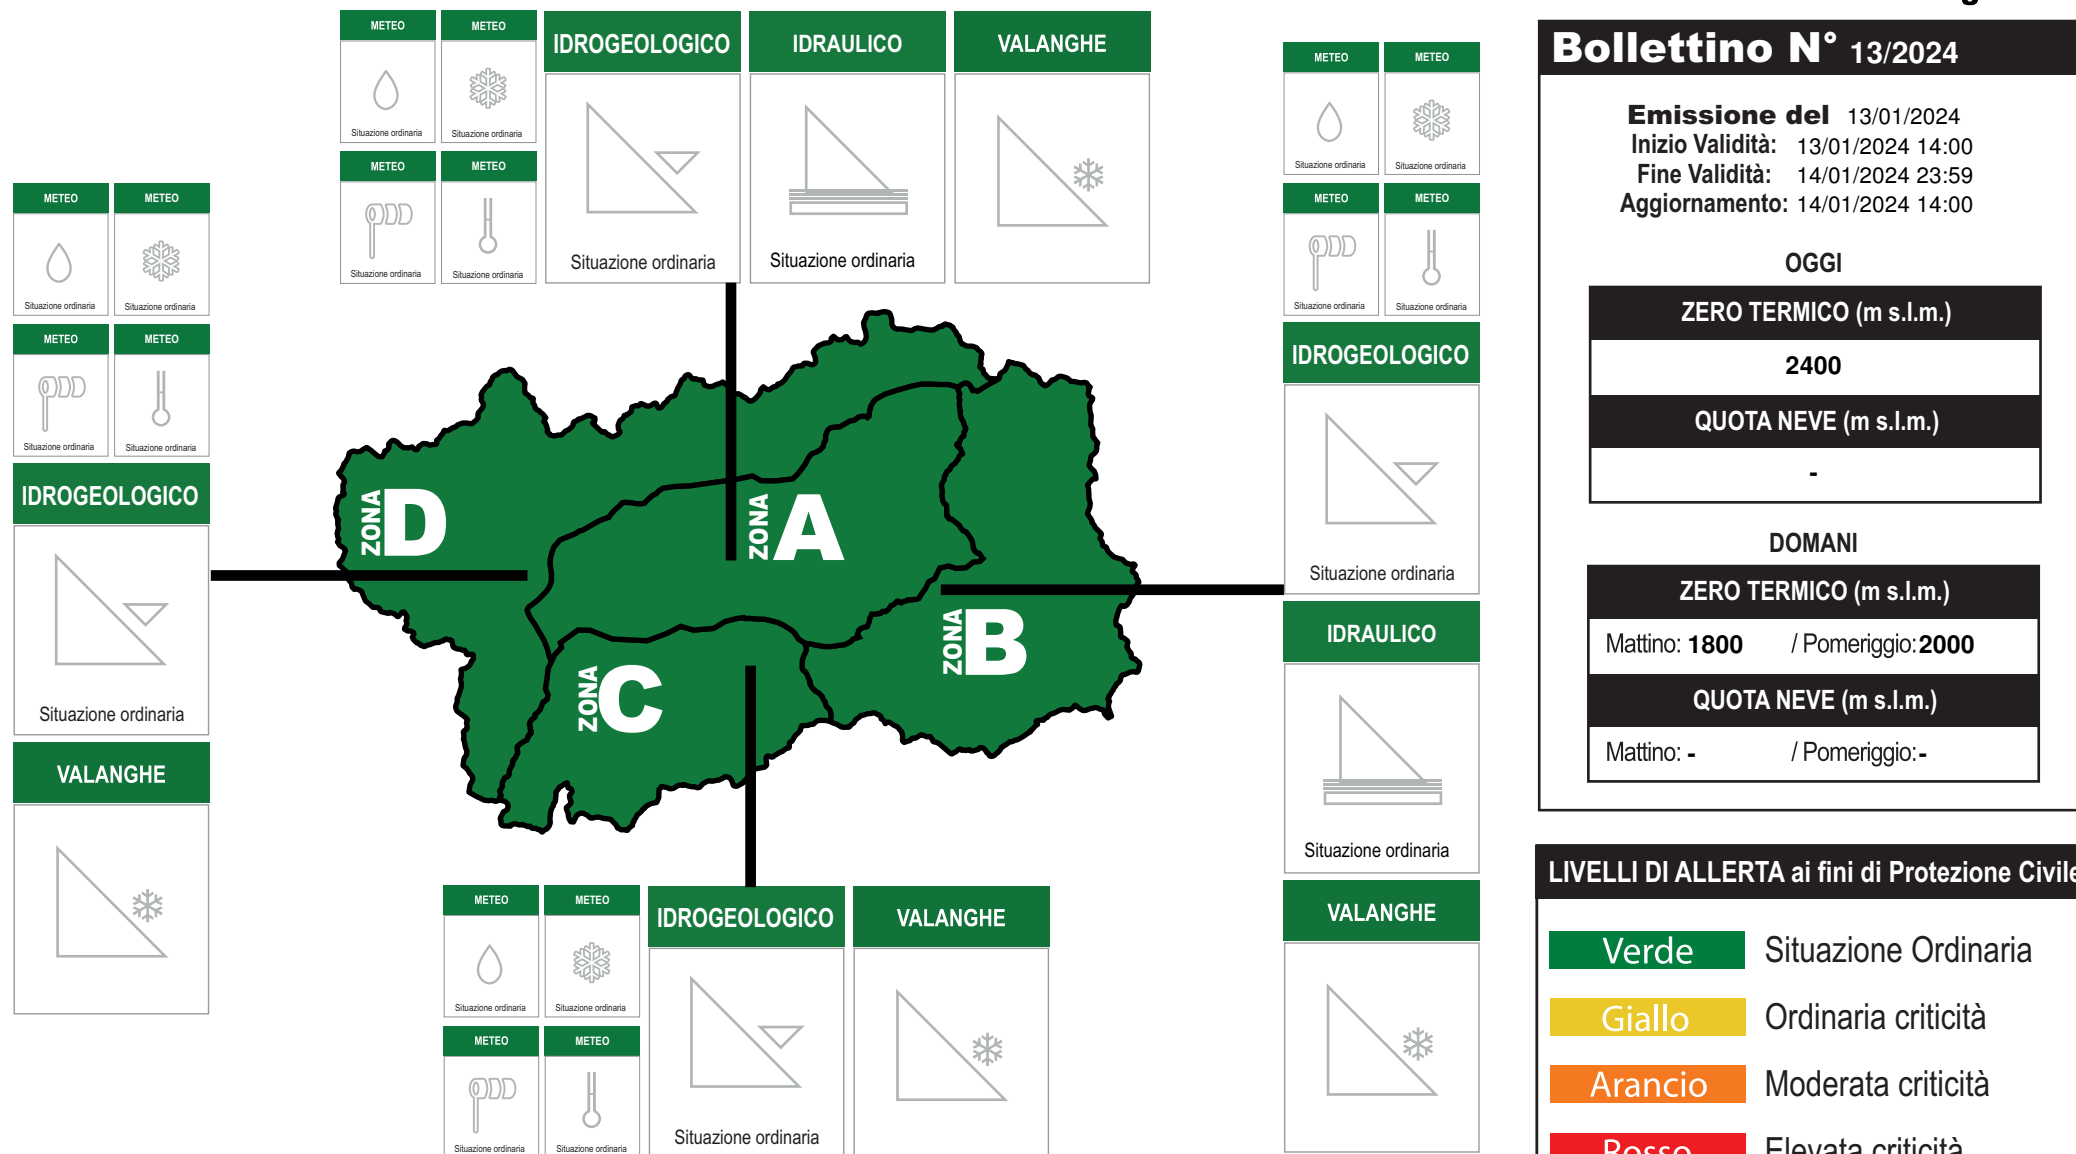 METEO
METEO
Situazione ordinaria
Situazione ordinaria
METEO
METEO
Situazione ordinaria
Situazione ordinaria
IDROGEOLOGICO
Situazione ordinaria
IDRAULICO
Situazione ordinaria
VALANGHE
METEO
METEO
Situazione ordinaria
Situazione ordinaria
METEO
METEO
Situazione ordinaria
Situazione ordinaria
IDROGEOLOGICO
Situazione ordinaria
VALANGHE
ZONA D
ZONA A
ZONA B
ZONA C
METEO
METEO
Situazione ordinaria
Situazione ordinaria
METEO
METEO
Situazione ordinaria
Situazione ordinaria
IDROGEOLOGICO
Situazione ordinaria
IDRAULICO
Situazione ordinaria
VALANGHE
METEO
METEO
Situazione ordinaria
Situazione ordinaria
METEO
METEO
Situazione ordinaria
Situazione ordinaria
IDROGEOLOGICO
Situazione ordinaria
VALANGHE
Bollettino N° 13/2024
Emissione del 13/01/2024
Inizio Validità: 13/01/2024 14:00
Fine Validità: 14/01/2024 23:59
Aggiornamento: 14/01/2024 14:00
OGGI
ZERO TERMICO (m s.l.m.)
2400
QUOTA NEVE (m s.l.m.)
-
DOMANI
ZERO TERMICO (m s.l.m.)
Mattino: 1800 / Pomeriggio: 2000
QUOTA NEVE (m s.l.m.)
Mattino: - / Pomeriggio: -
LIVELLI DI ALLERTA ai fini di Protezione Civile
Verde Situazione Ordinaria
Giallo Ordinaria criticità
Arancio Moderata criticità
Rosso Elevata criticità